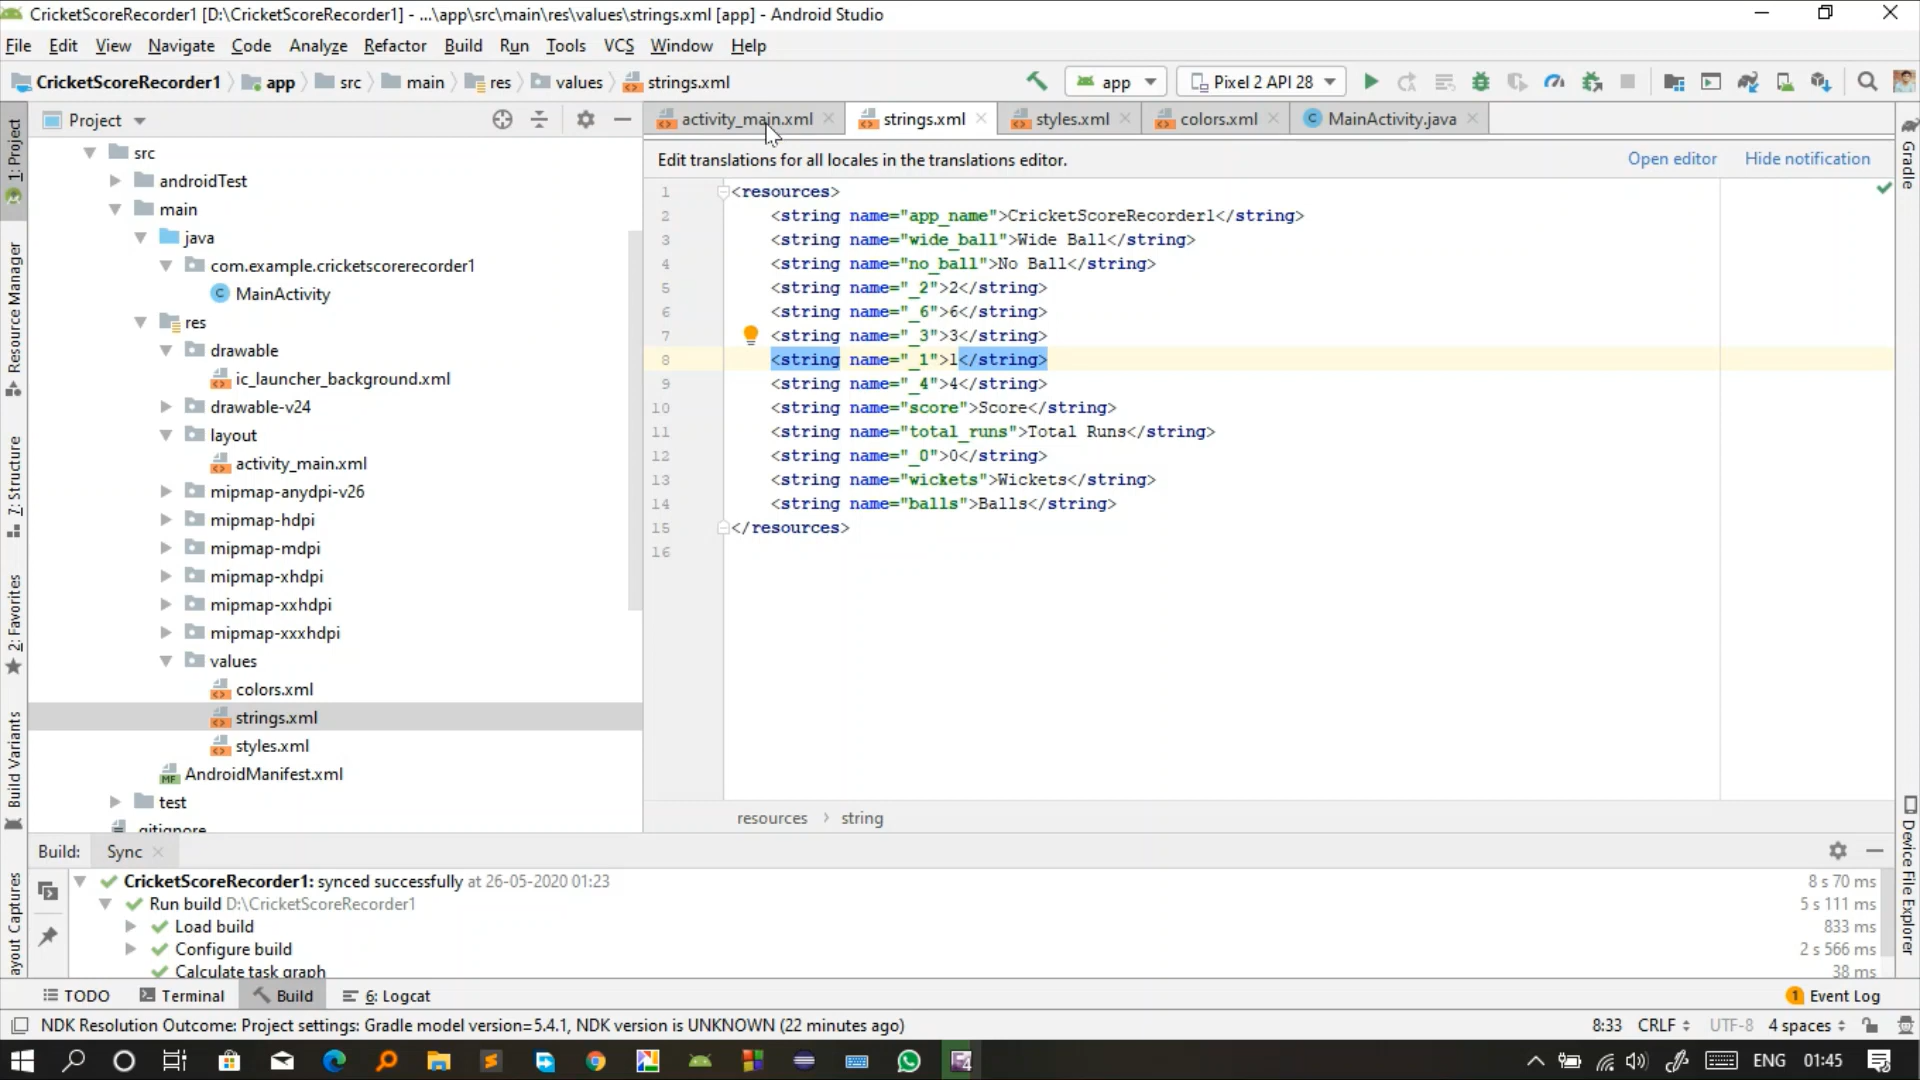 CricketScoreRecorder1 [D:\CricketScoreRecorder1] - ...\app\src\main\res\values\strings.xml [app] - Android Studio
File Edit View Navigate Code Analyze Refactor Build Run Tools VCS Window Help
CricketScoreRecorder1 app src main res values strings.xml app Pixel 2 API 28
Project activity_main.xml strings.xml styles.xml colors.xml MainActivity.java
Edit translations for all locales in the translations editor. Open editor Hide notification
1: Project
Resource Manager
7: Structure
2: Favorites
Build Variants
ayout Captures
src
androidTest
main
java
com.example.cricketscorerecorder1
MainActivity
res
drawable
ic_launcher_background.xml
drawable-v24
layout
activity_main.xml
mipmap-anydpi-v26
mipmap-hdpi
mipmap-mdpi
mipmap-xhdpi
mipmap-xxhdpi
mipmap-xxxhdpi
values
colors.xml
strings.xml
styles.xml
AndroidManifest.xml
test
.gitignore
1 <resources>
2 <string name="app_name">CricketScoreRecorder1</string>
3 <string name="wide_ball">Wide Ball</string>
4 <string name="no_ball">No Ball</string>
5 <string name="_2">2</string>
6 <string name="_6">6</string>
7 <string name="_3">3</string>
8 <string name="_1">1</string>
9 <string name="_4">4</string>
10 <string name="score">Score</string>
11 <string name="total_runs">Total Runs</string>
12 <string name="_0">0</string>
13 <string name="wickets">Wickets</string>
14 <string name="balls">Balls</string>
15 </resources>
16
resources › string
Gradle
Device File Explorer
Build: Sync
CricketScoreRecorder1: synced successfully at 26-05-2020 01:23 8 s 70 ms
Run build D:\CricketScoreRecorder1 5 s 111 ms
Load build 833 ms
Configure build 2 s 566 ms
Calculate task graph 38 ms
TODO Terminal Build 6: Logcat 1 Event Log
NDK Resolution Outcome: Project settings: Gradle model version=5.4.1, NDK version is UNKNOWN (22 minutes ago) 8:33 CRLF UTF-8 4 spaces
ENG 01:45